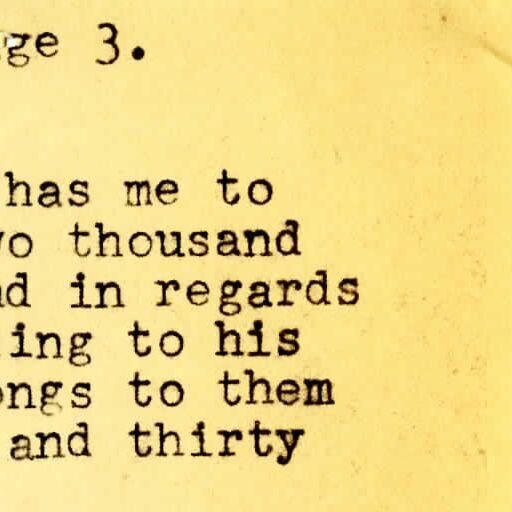 ge 3.
has me to
o thousand
d in regards
ing to his
ngs to them
and thirty